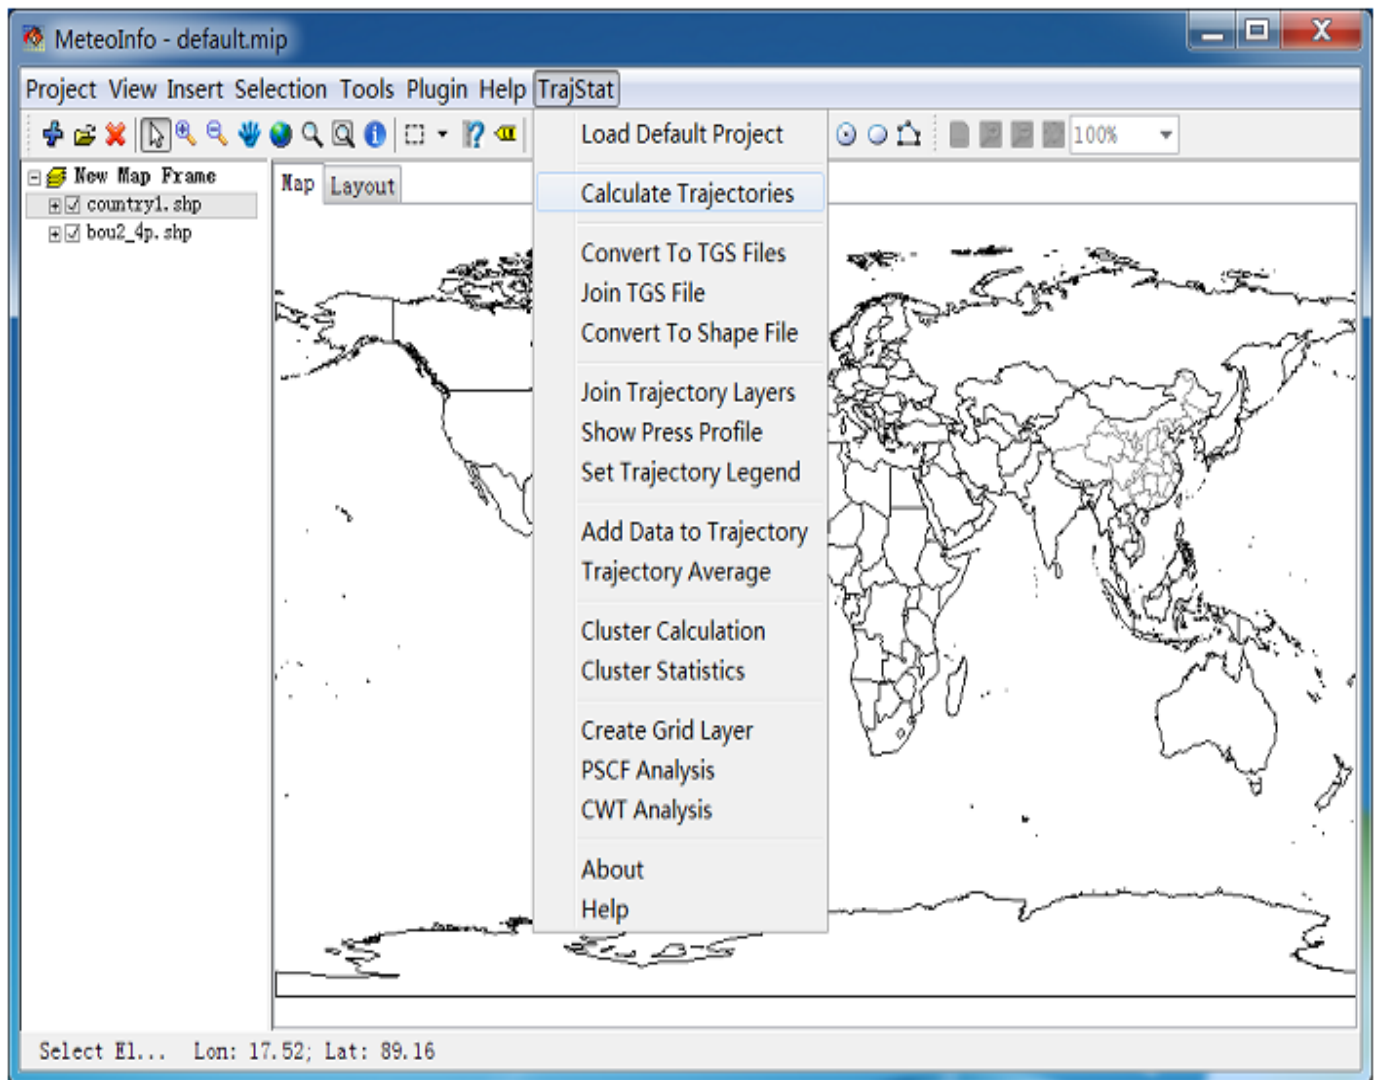 MeteoInfo - default.mip
Project View Insert Selection Tools Plugin Help TrajStat
100%
New Map Frame
country1.shp
bou2_4p.shp
Map Layout
Load Default Project
Calculate Trajectories
Convert To TGS Files
Join TGS File
Convert To Shape File
Join Trajectory Layers
Show Press Profile
Set Trajectory Legend
Add Data to Trajectory
Trajectory Average
Cluster Calculation
Cluster Statistics
Create Grid Layer
PSCF Analysis
CWT Analysis
About
Help
Select El... Lon: 17.52; Lat: 89.16